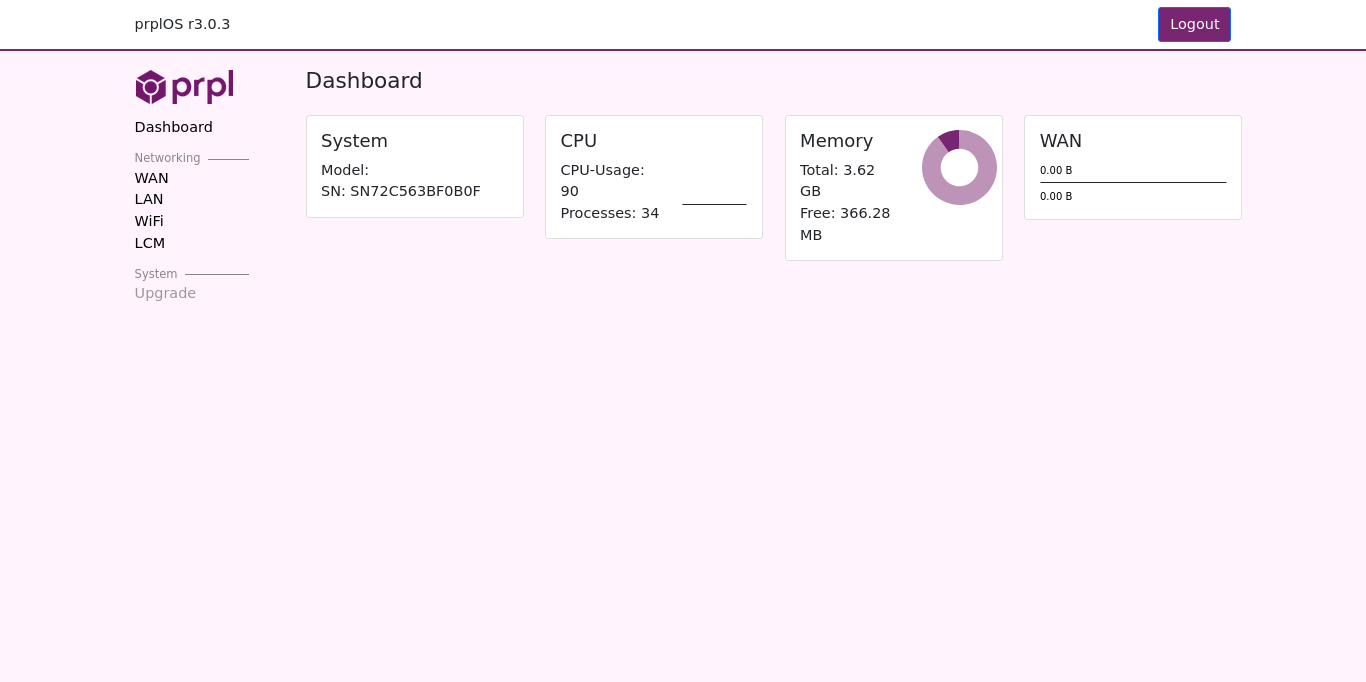 prplOS r3.0.3
Logout
prpl
Dashboard
Networking
WAN
LAN
WiFi
LCM
System
Upgrade
Dashboard
System
Model:
SN: SN72C563BF0B0F
CPU
CPU-Usage:
90
Processes: 34
Memory
Total: 3.62
GB
Free: 366.28
MB
WAN
0.00 B
0.00 B